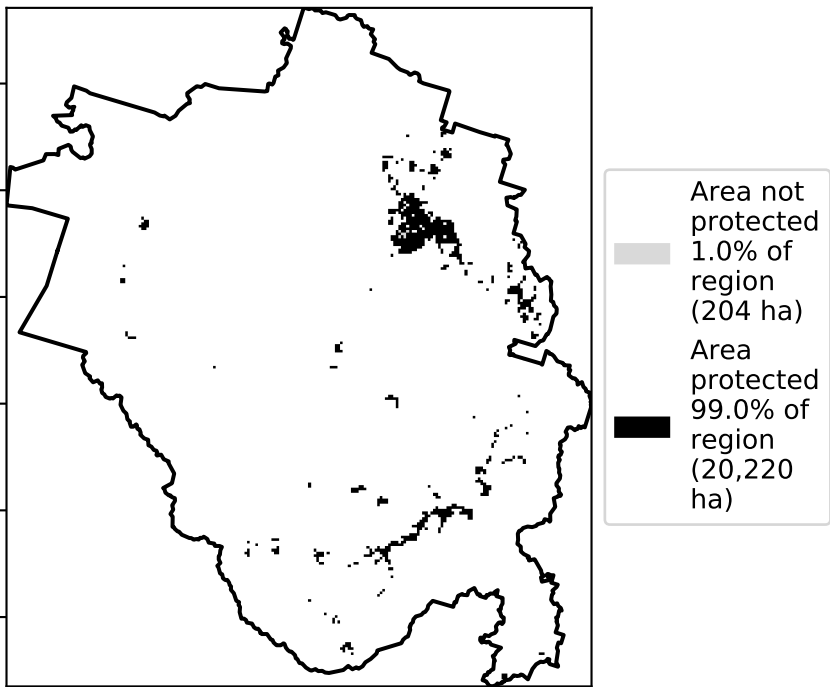 Area not
protected
1.0% of
region
(204 ha)
Area
protected
99.0% of
region
(20,220
ha)